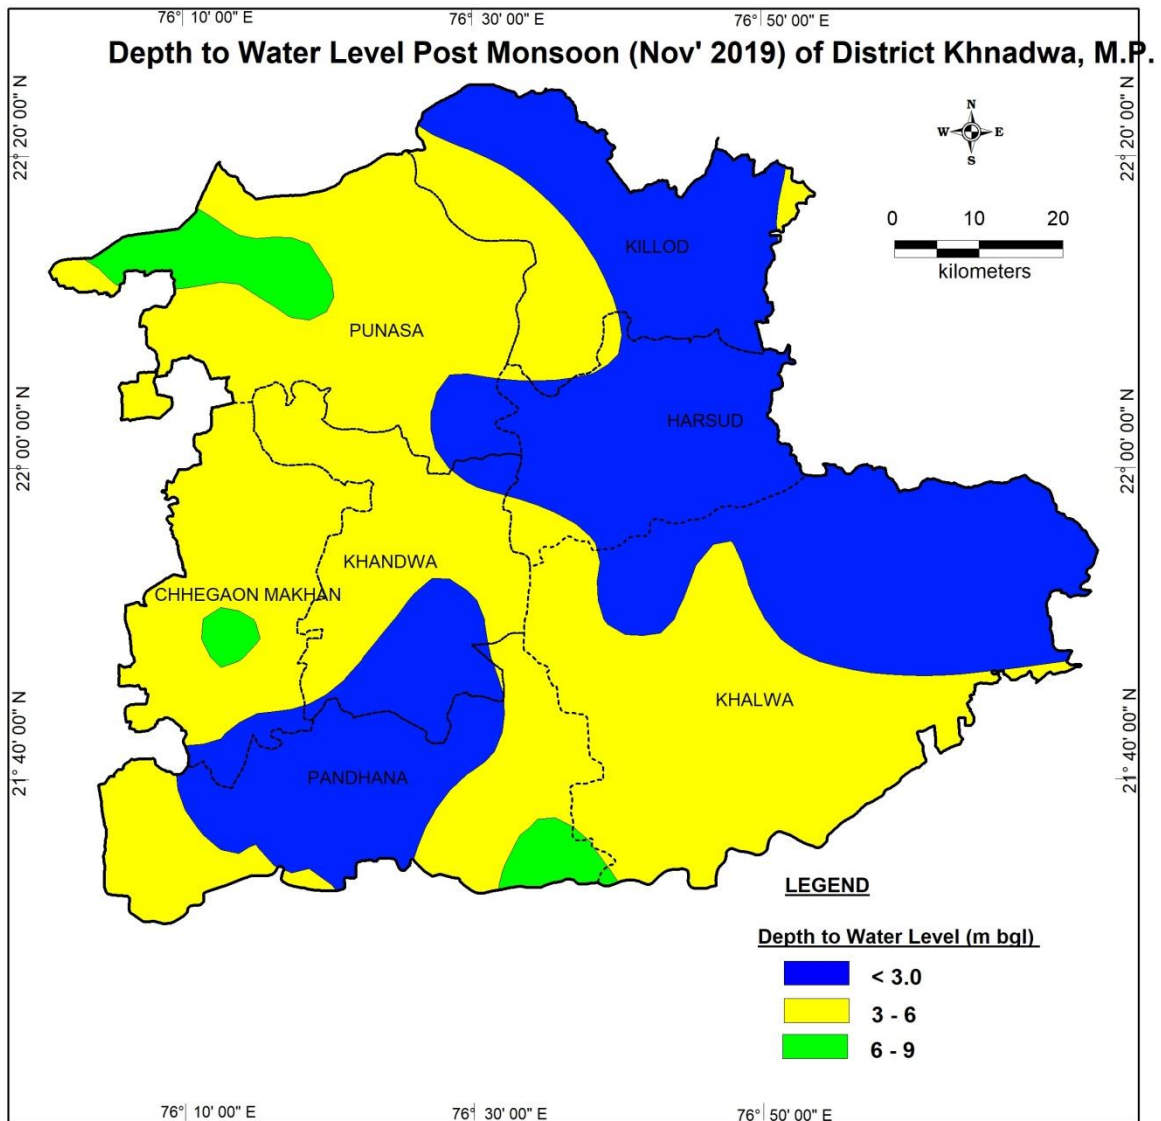 76° 10' 00" E
76° 30' 00" E
76° 50' 00" E
Depth to Water Level Post Monsoon (Nov' 2019) of District Khnadwa, M.P.
22° 20' 00" N
22° 20' 00" N
N
W E
S
0 10 20
kilometers
KILLOD
PUNASA
HARSUD
22° 00' 00" N
22° 00' 00" N
KHANDWA
CHHEGAON MAKHAN
KHALWA
21° 40' 00" N
21° 40' 00" N
PANDHANA
LEGEND
Depth to Water Level (m bgl)
< 3.0
3 - 6
6 - 9
76° 10' 00" E
76° 30' 00" E
76° 50' 00" E